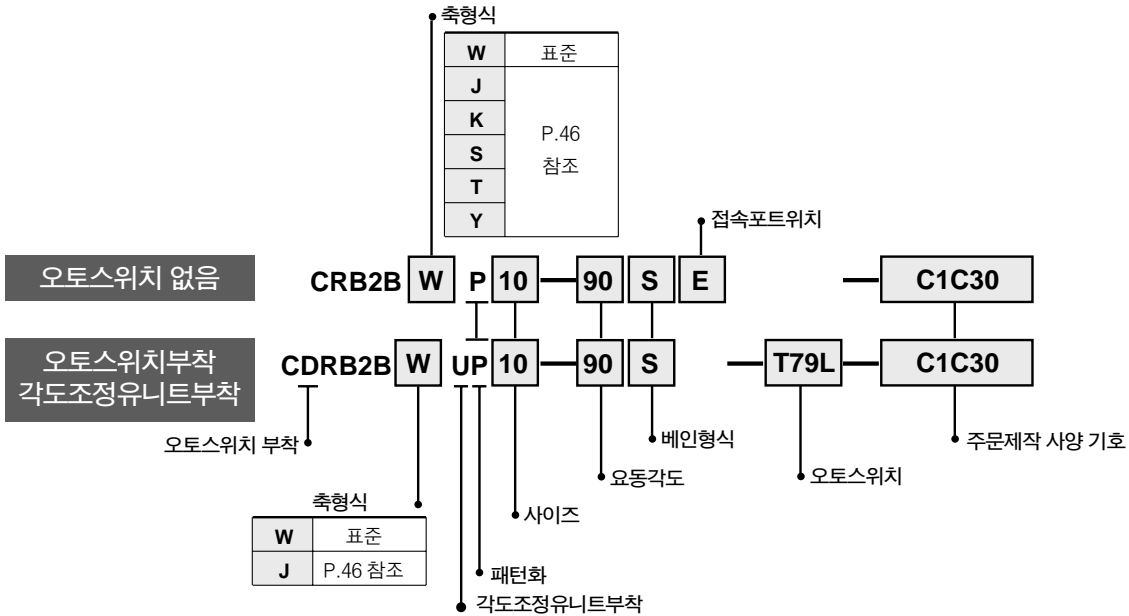 축형식
W 표준
J
K
S
T
Y
P.46
참조
접속포트위치
오토스위치 없음
CRB2B W P 10 — 90 S E — C1C30
오토스위치부착
각도조정유니트부착
CDRB2B W UP 10 — 90 S — T79L — C1C30
오토스위치 부착
베인형식
주문제작 사양 기호
요동각도
오토스위치
축형식
W 표준
J P.46 참조
사이즈
패턴화
각도조정유니트부착